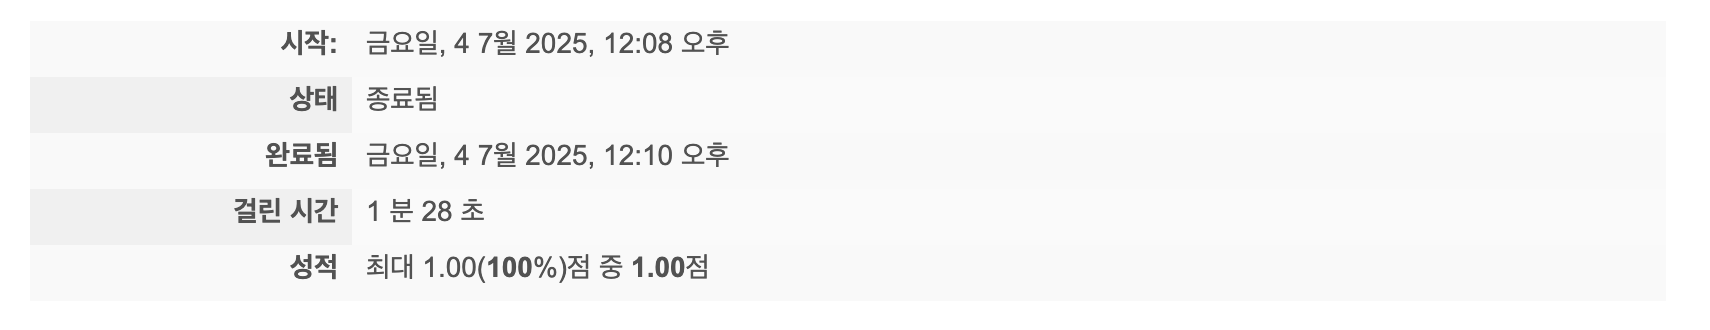 시작: 금요일, 4 7월 2025, 12:08 오후
상태 종료됨
완료됨 금요일, 4 7월 2025, 12:10 오후
걸린 시간 1 분 28 초
성적 최대 1.00(100%)점 중 1.00점